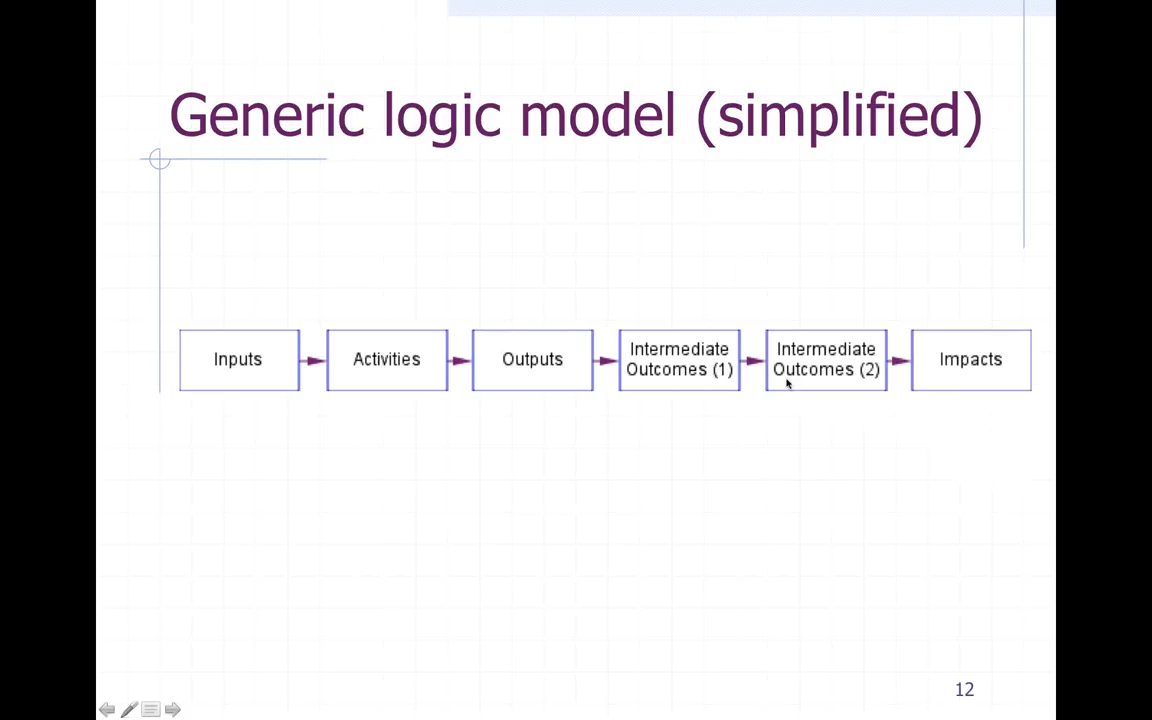 Generic logic model (simplified)
Inputs
Activities
Outputs
Intermediate
Outcomes (1)
Intermediate
Outcomes (2)
Impacts
12